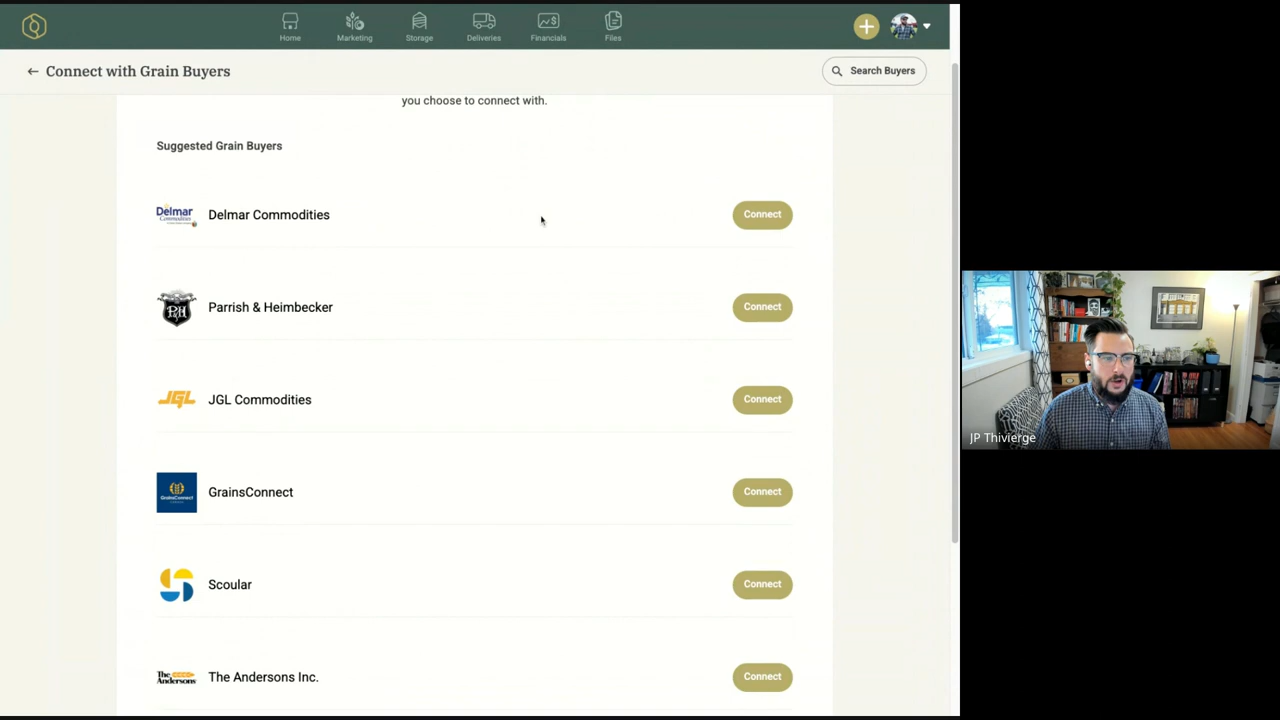 Home
Marketing
Storage
Deliveries
Financials
Files
Connect with Grain Buyers
Search Buyers
you choose to connect with.
Suggested Grain Buyers
Delmar
Commodities
Delmar Commodities
Connect
P&H
Parrish & Heimbecker
Connect
JGL
JGL Commodities
Connect
GrainsConnect
GrainsConnect
Connect
Scoular
Connect
The
Andersons
The Andersons Inc.
Connect
JP Thivierge